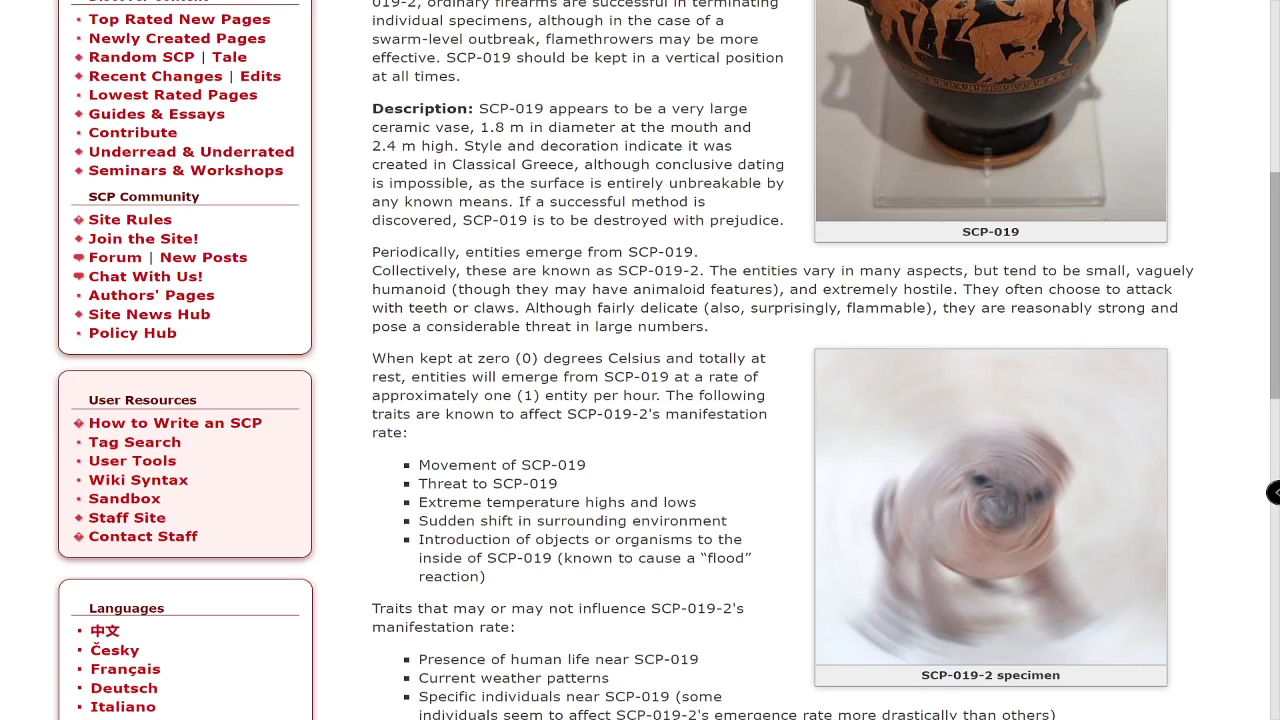 Top Rated New Pages
Newly Created Pages
Random SCP | Tale
Recent Changes | Edits
Lowest Rated Pages
Guides & Essays
Contribute
Underread & Underrated
Seminars & Workshops
SCP Community
Site Rules
Join the Site!
Forum | New Posts
Chat With Us!
Authors' Pages
Site News Hub
Policy Hub
User Resources
How to Write an SCP
Tag Search
User Tools
Wiki Syntax
Sandbox
Staff Site
Contact Staff
Languages
中文
Česky
Français
Deutsch
Italiano
019-2, ordinary firearms are successful in terminating
individual specimens, although in the case of a
swarm-level outbreak, flamethrowers may be more
effective. SCP-019 should be kept in a vertical position
at all times.
Description: SCP-019 appears to be a very large
ceramic vase, 1.8 m in diameter at the mouth and
2.4 m high. Style and decoration indicate it was
created in Classical Greece, although conclusive dating
is impossible, as the surface is entirely unbreakable by
any known means. If a successful method is
discovered, SCP-019 is to be destroyed with prejudice.
SCP-019
Periodically, entities emerge from SCP-019.
Collectively, these are known as SCP-019-2. The entities vary in many aspects, but tend to be small, vaguely
humanoid (though they may have animaloid features), and extremely hostile. They often choose to attack
with teeth or claws. Although fairly delicate (also, surprisingly, flammable), they are reasonably strong and
pose a considerable threat in large numbers.
When kept at zero (0) degrees Celsius and totally at
rest, entities will emerge from SCP-019 at a rate of
approximately one (1) entity per hour. The following
traits are known to affect SCP-019-2's manifestation
rate:
Movement of SCP-019
Threat to SCP-019
Extreme temperature highs and lows
Sudden shift in surrounding environment
Introduction of objects or organisms to the
inside of SCP-019 (known to cause a “flood”
reaction)
Traits that may or may not influence SCP-019-2's
manifestation rate:
Presence of human life near SCP-019
Current weather patterns
Specific individuals near SCP-019 (some
individuals seem to affect SCP-019-2's emergence rate more drastically than others)
SCP-019-2 specimen